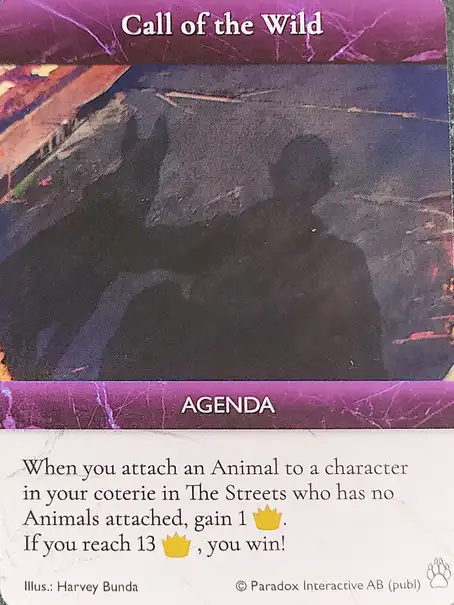 Call of the Wild
AGENDA
When you attach an Animal to a character
in your coterie in The Streets who has no
Animals attached, gain 1 .
If you reach 13 , you win!
Illus.: Harvey Bunda © Paradox Interactive AB (publ)